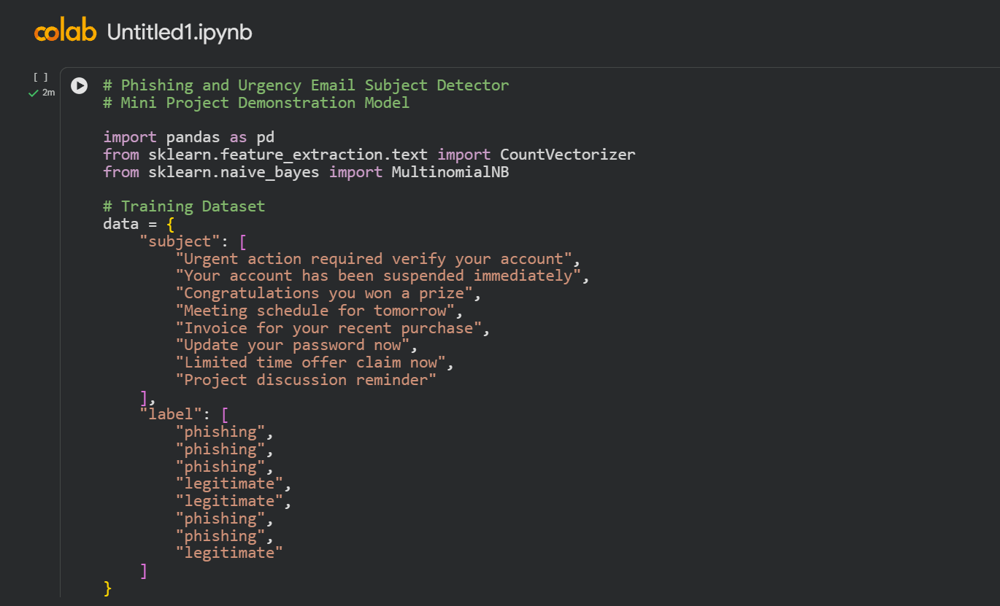 colab Untitled1.ipynb
[ ]
2m
# Phishing and Urgency Email Subject Detector
# Mini Project Demonstration Model
import pandas as pd
from sklearn.feature_extraction.text import CountVectorizer
from sklearn.naive_bayes import MultinomialNB
# Training Dataset
data = {
    "subject": [
        "Urgent action required verify your account",
        "Your account has been suspended immediately",
        "Congratulations you won a prize",
        "Meeting schedule for tomorrow",
        "Invoice for your recent purchase",
        "Update your password now",
        "Limited time offer claim now",
        "Project discussion reminder"
    ],
    "label": [
        "phishing",
        "phishing",
        "phishing",
        "legitimate",
        "legitimate",
        "phishing",
        "phishing",
        "legitimate"
    ]
}